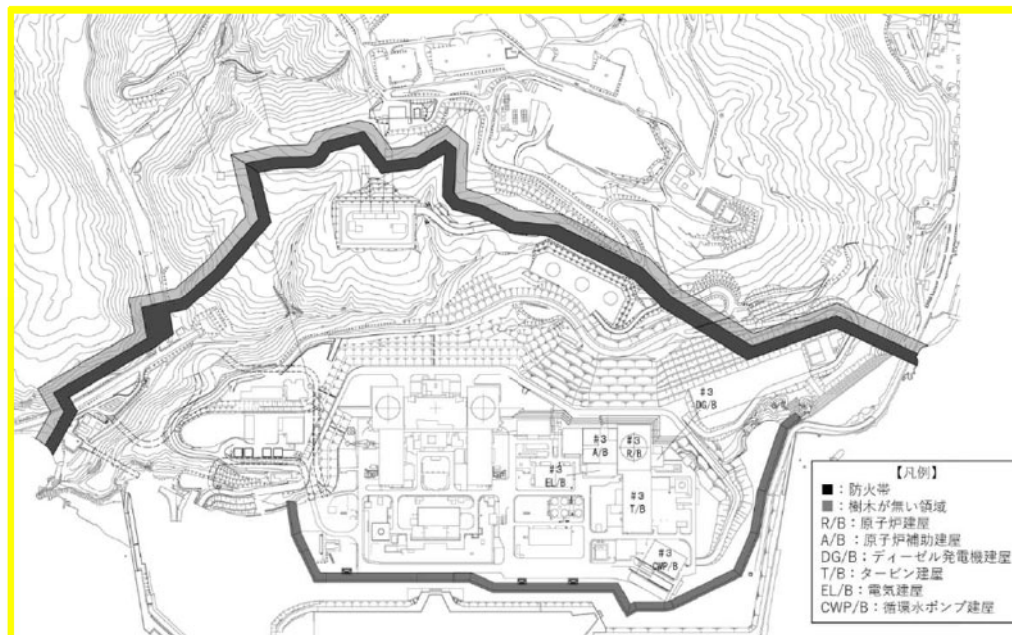 #3
DG/B
#3
A/B
#3
R/B
#3
EL/B
#3
T/B
#3
CWP/B
【凡例】
■：防火帯
■：樹木が無い領域
R/B：原子炉建屋
A/B：原子炉補助建屋
DG/B：ディーゼル発電機建屋
T/B：タービン建屋
EL/B：電気建屋
CWP/B：循環水ポンプ建屋